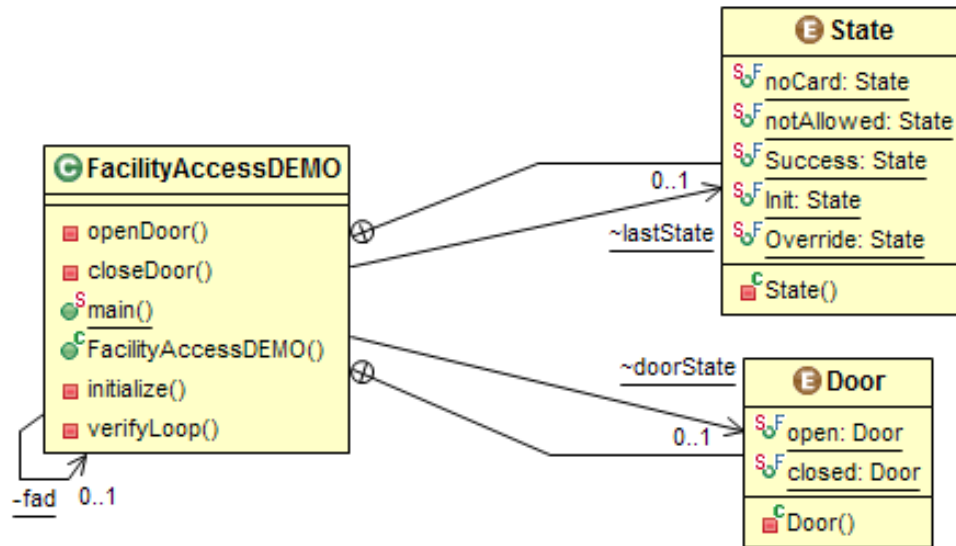 E State
S F noCard: State
S F notAllowed: State
S F Success: State
S F Init: State
S F Override: State
C State()
C FacilityAccessDEMO
openDoor()
closeDoor()
S main()
C FacilityAccessDEMO()
initialize()
verifyLoop()
0..1
~lastState
~doorState
0..1
-fad 0..1
E Door
S F open: Door
S F closed: Door
C Door()